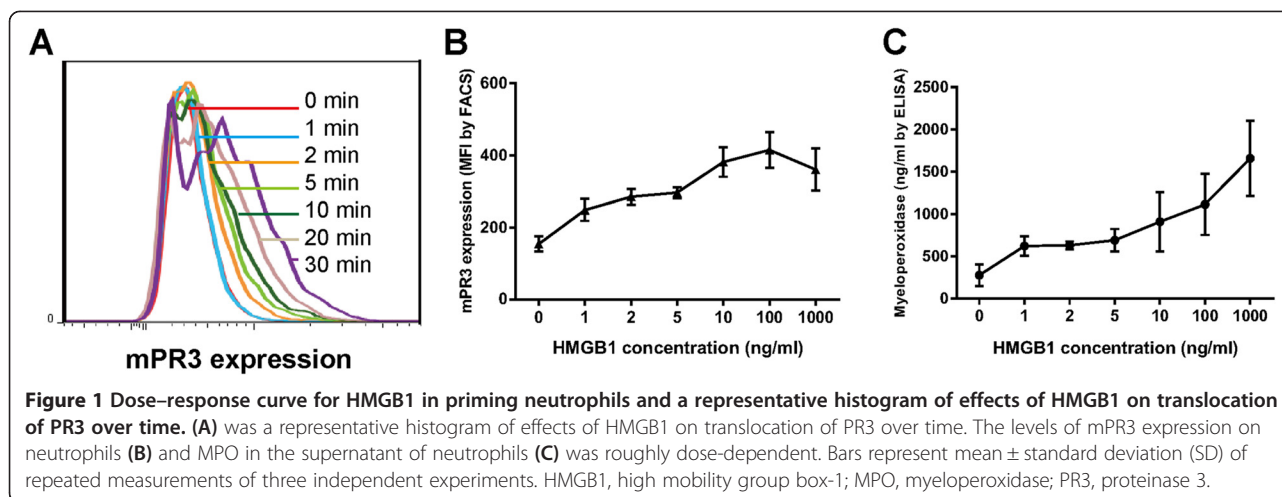 A
0 min
1 min
2 min
5 min
10 min
20 min
30 min
0
mPR3 expression
B
mPR3 expression (MFI by FACS)
600
400
200
0
0 1 2 5 10 100 1000
HMGB1 concentration (ng/ml)
C
Myeloperoxidase (ng/ml by ELISA)
2500
2000
1500
1000
500
0
0 1 2 5 10 100 1000
HMGB1 concentration (ng/ml)
Figure 1 Dose–response curve for HMGB1 in priming neutrophils and a representative histogram of effects of HMGB1 on translocation
of PR3 over time. (A) was a representative histogram of effects of HMGB1 on translocation of PR3 over time. The levels of mPR3 expression on
neutrophils (B) and MPO in the supernatant of neutrophils (C) was roughly dose-dependent. Bars represent mean ± standard deviation (SD) of
repeated measurements of three independent experiments. HMGB1, high mobility group box-1; MPO, myeloperoxidase; PR3, proteinase 3.